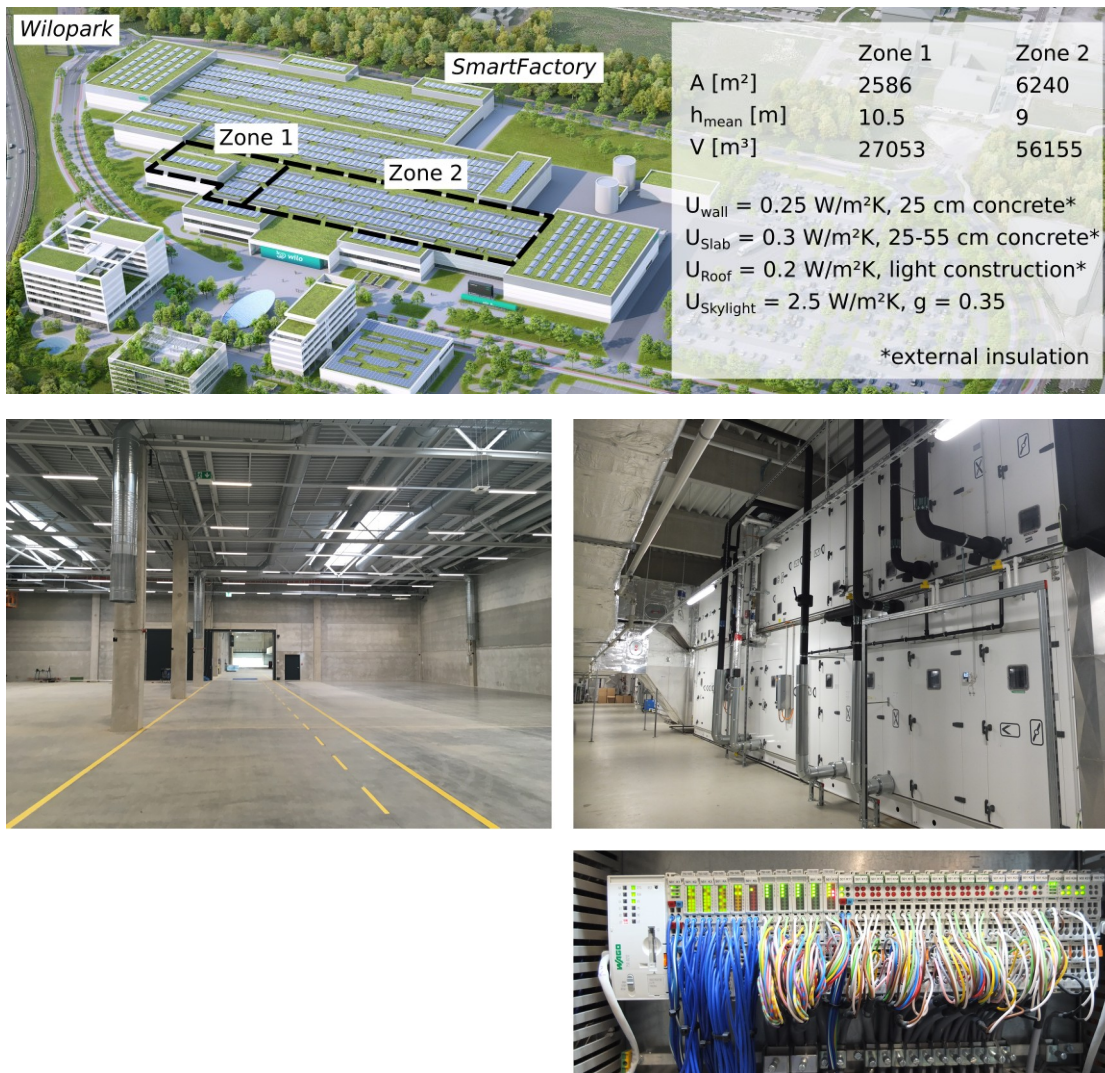 Wilopark
SmartFactory
Zone 1
Zone 2
Zone 1 Zone 2
A [m²] 2586 6240
hmean [m] 10.5 9
V [m³] 27053 56155
UWall = 0.25 W/m²K, 25 cm concrete*
USlab = 0.3 W/m²K, 25-55 cm concrete*
URoof = 0.2 W/m²K, light construction*
USkylight = 2.5 W/m²K, g = 0.35
*external insulation
wilo
WAGO